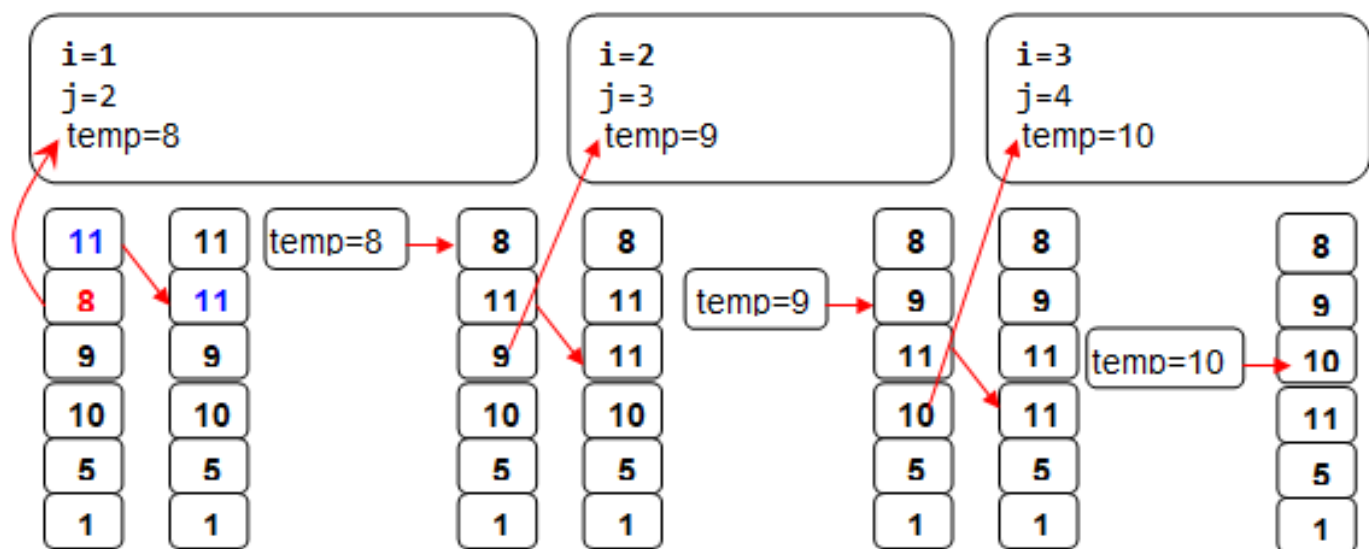 i=1
j=2
temp=8
i=2
j=3
temp=9
i=3
j=4
temp=10
11 11 temp=8 8 8 8 8 8
8 11 11 11 temp=9 9 9 9
9 9 9 11 11 11 temp=10 10
10 10 10 10 10 11 11
5 5 5 5 5 5 5
1 1 1 1 1 1 1